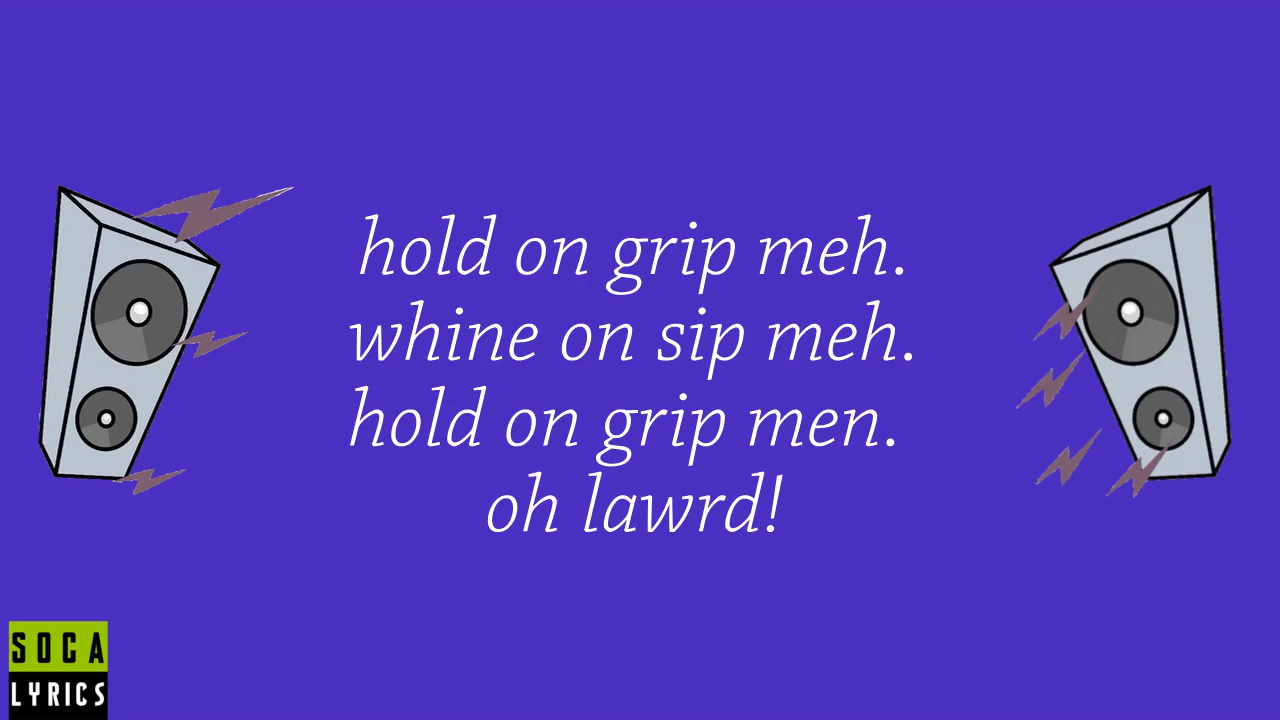 hold on grip meh.
whine on sip meh.
hold on grip men.
oh lawrd!
SOCA
LYRICS